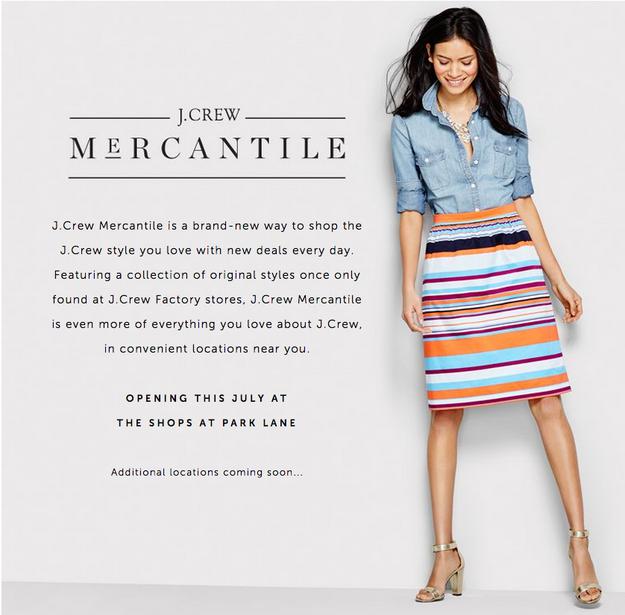 J.CREW
MERCANTILE
J.Crew Mercantile is a brand-new way to shop the
J.Crew style you love with new deals every day.
Featuring a collection of original styles once only
found at J.Crew Factory stores, J.Crew Mercantile
is even more of everything you love about J.Crew,
in convenient locations near you.
OPENING THIS JULY AT
THE SHOPS AT PARK LANE
Additional locations coming soon...